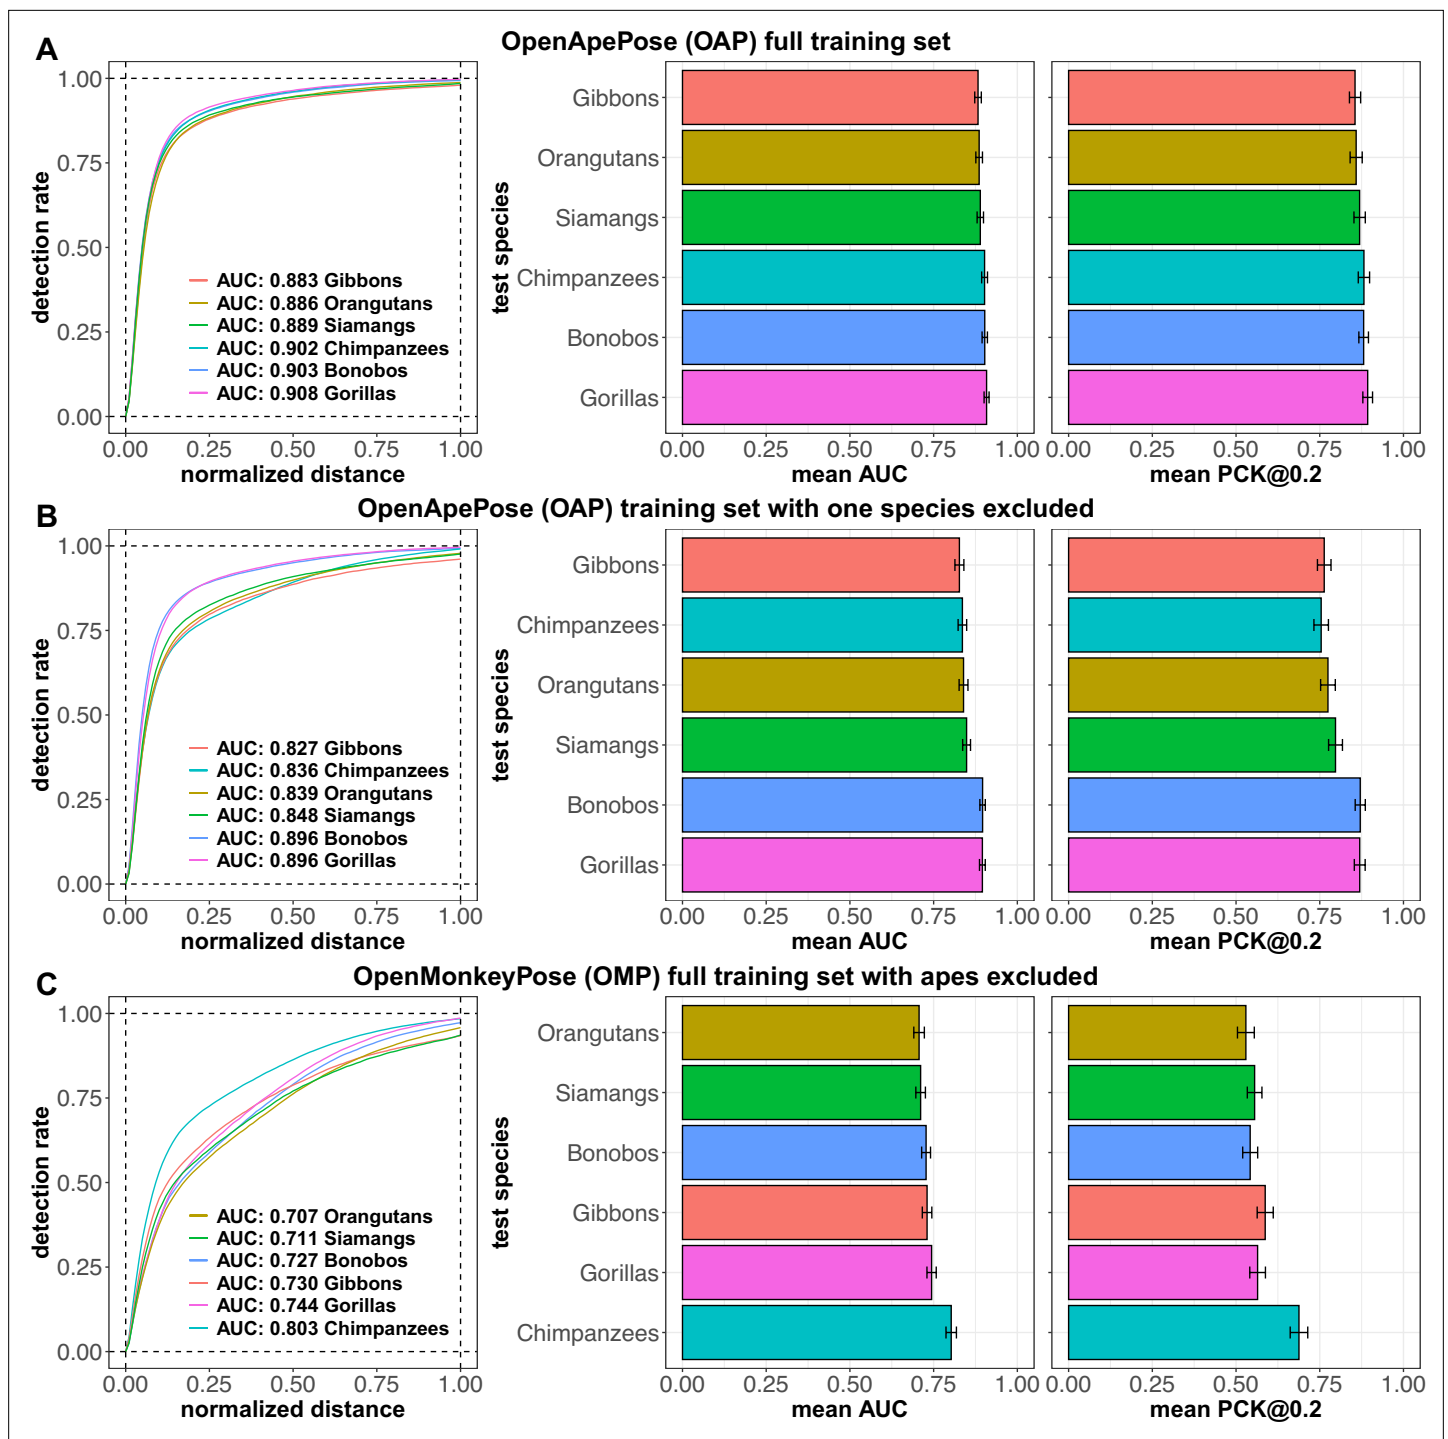 A
OpenApePose (OAP) full training set
detection rate
1.00
0.75
0.50
0.25
0.00
AUC: 0.883 Gibbons
AUC: 0.886 Orangutans
AUC: 0.889 Siamangs
AUC: 0.902 Chimpanzees
AUC: 0.903 Bonobos
AUC: 0.908 Gorillas
0.00 0.25 0.50 0.75 1.00
normalized distance
test species
Gibbons
Orangutans
Siamangs
Chimpanzees
Bonobos
Gorillas
0.00 0.25 0.50 0.75 1.00
mean AUC
0.00 0.25 0.50 0.75 1.00
mean PCK@0.2
B
OpenApePose (OAP) training set with one species excluded
detection rate
1.00
0.75
0.50
0.25
0.00
AUC: 0.827 Gibbons
AUC: 0.836 Chimpanzees
AUC: 0.839 Orangutans
AUC: 0.848 Siamangs
AUC: 0.896 Bonobos
AUC: 0.896 Gorillas
0.00 0.25 0.50 0.75 1.00
normalized distance
test species
Gibbons
Chimpanzees
Orangutans
Siamangs
Bonobos
Gorillas
0.00 0.25 0.50 0.75 1.00
mean AUC
0.00 0.25 0.50 0.75 1.00
mean PCK@0.2
C
OpenMonkeyPose (OMP) full training set with apes excluded
detection rate
1.00
0.75
0.50
0.25
0.00
AUC: 0.707 Orangutans
AUC: 0.711 Siamangs
AUC: 0.727 Bonobos
AUC: 0.730 Gibbons
AUC: 0.744 Gorillas
AUC: 0.803 Chimpanzees
0.00 0.25 0.50 0.75 1.00
normalized distance
test species
Orangutans
Siamangs
Bonobos
Gibbons
Gorillas
Chimpanzees
0.00 0.25 0.50 0.75 1.00
mean AUC
0.00 0.25 0.50 0.75 1.00
mean PCK@0.2